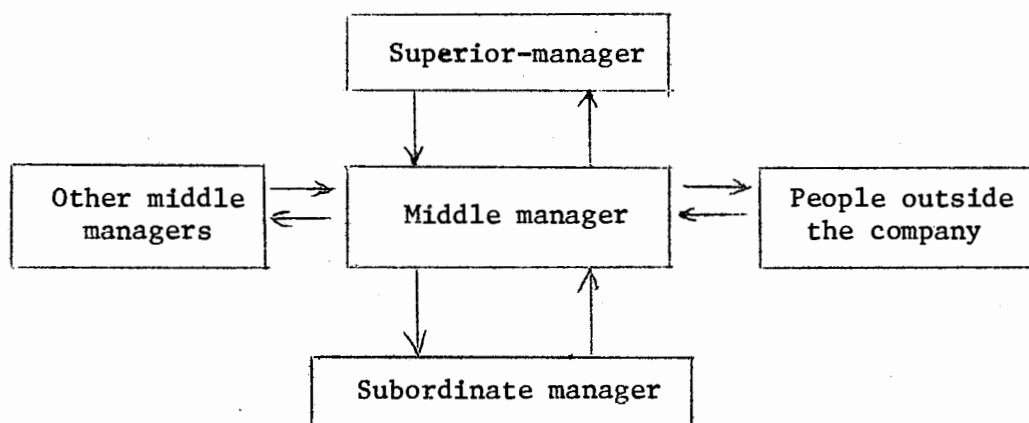 Superior-manager
Other middle
managers
Middle manager
People outside
the company
Subordinate manager